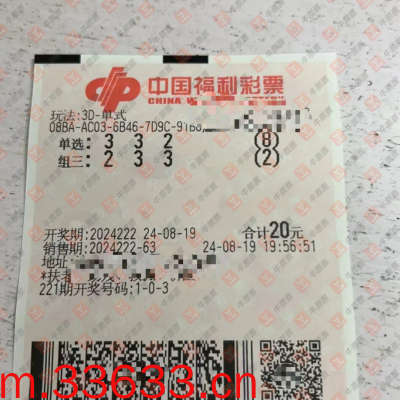 中国福利彩票
CHINA
玩法:3D-单式
08BA-AC03-6B46-7D9C-91B8
单选: 3 3 2 (8)
组三: 2 3 3 (2)
开奖期:2024222 24-08-19 合计20元
销售期:2024222-63 24-08-19 19:56:51
地址:
*扶
221期开奖号码:1-0-3
m.33633.cn